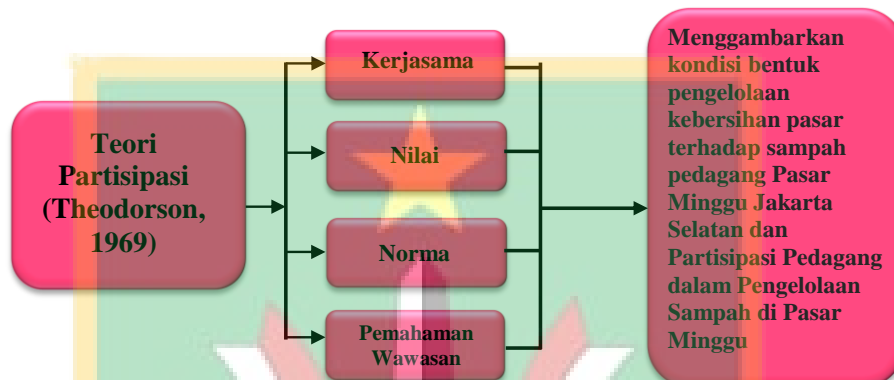 Teori
Partisipasi
(Theodorson,
1969)
Kerjasama
Nilai
Norma
Pemahaman
Wawasan
Menggambarkan
kondisi bentuk
pengelolaan
kebersihan pasar
terhadap sampah
pedagang Pasar
Minggu Jakarta
Selatan dan
Partisipasi Pedagang
dalam Pengelolaan
Sampah di Pasar
Minggu